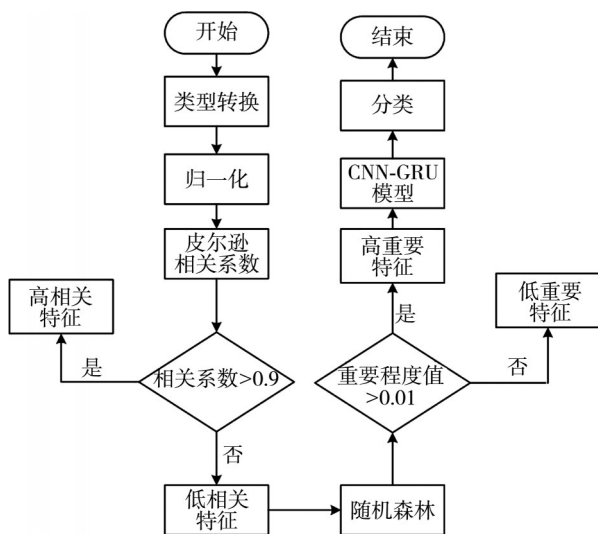 开始
类型转换
归一化
皮尔逊
相关系数
高相关
特征
是
相关系数>0.9
否
低相关
特征
随机森林
重要程度值
>0.01
否
低重要
特征
是
高重要
特征
CNN-GRU
模型
分类
结束